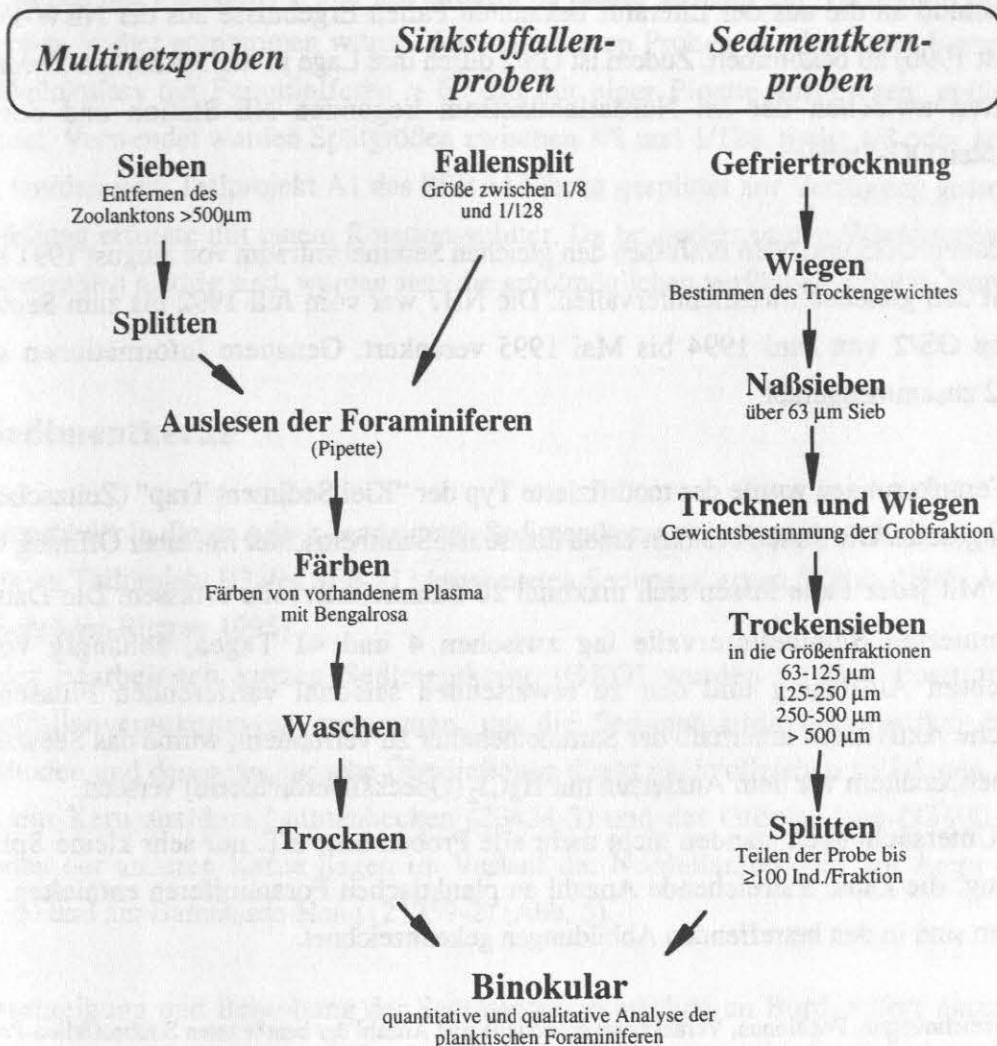 Multinetzproben
Sinkstoffallen-
proben
Sedimentkern-
proben
Sieben
Entfernen des
Zoolanktons >500µm
Splitten
Fallensplit
Größe zwischen 1/8
und 1/128
Auslesen der Foraminiferen
(Pipette)
Färben
Färben von vorhandenem Plasma
mit Bengalrosa
Waschen
Trocknen
Gefriertrocknung
Wiegen
Bestimmen des Trockengewichtes
Naßsieben
über 63 µm Sieb
Trocknen und Wiegen
Gewichtsbestimmung der Grobfraktion
Trockensieben
in die Größenfraktionen
63-125 µm
125-250 µm
250-500 µm
> 500 µm
Splitten
Teilen der Probe bis
≥100 Ind./Fraktion
Binokular
quantitative und qualitative Analyse der
planktischen Foraminiferen